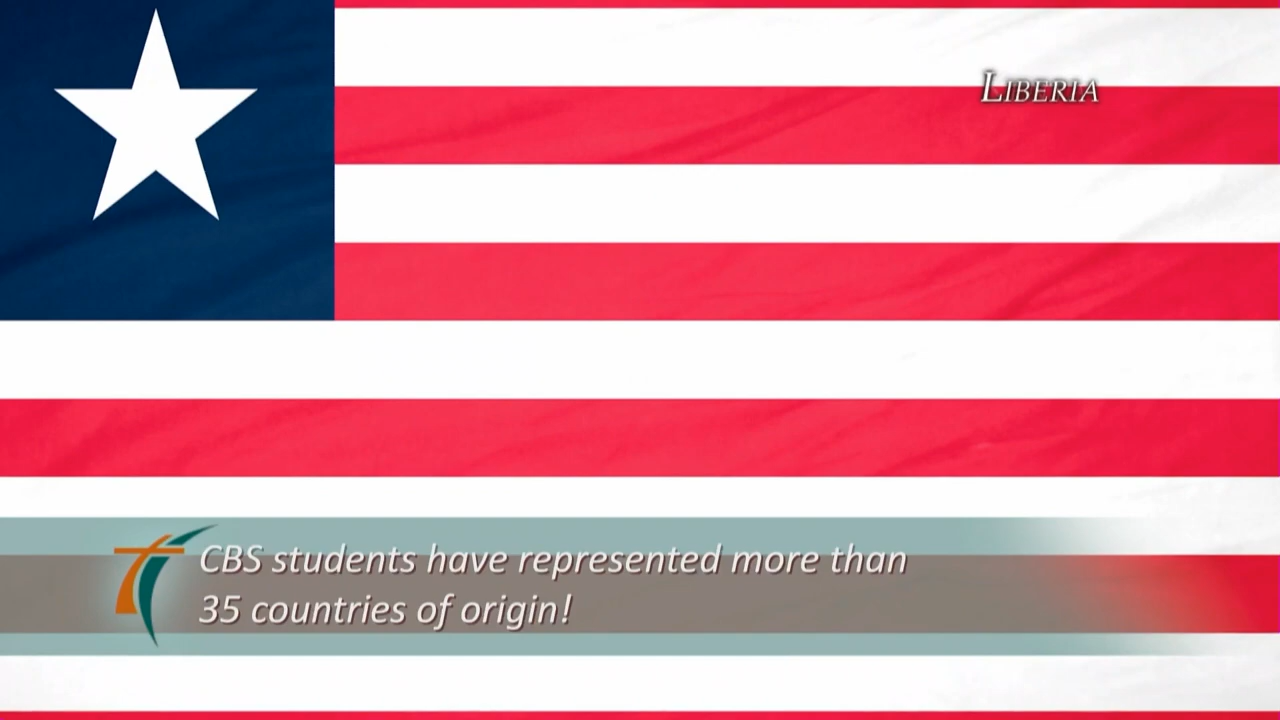 LIBERIA
CBS students have represented more than
35 countries of origin!